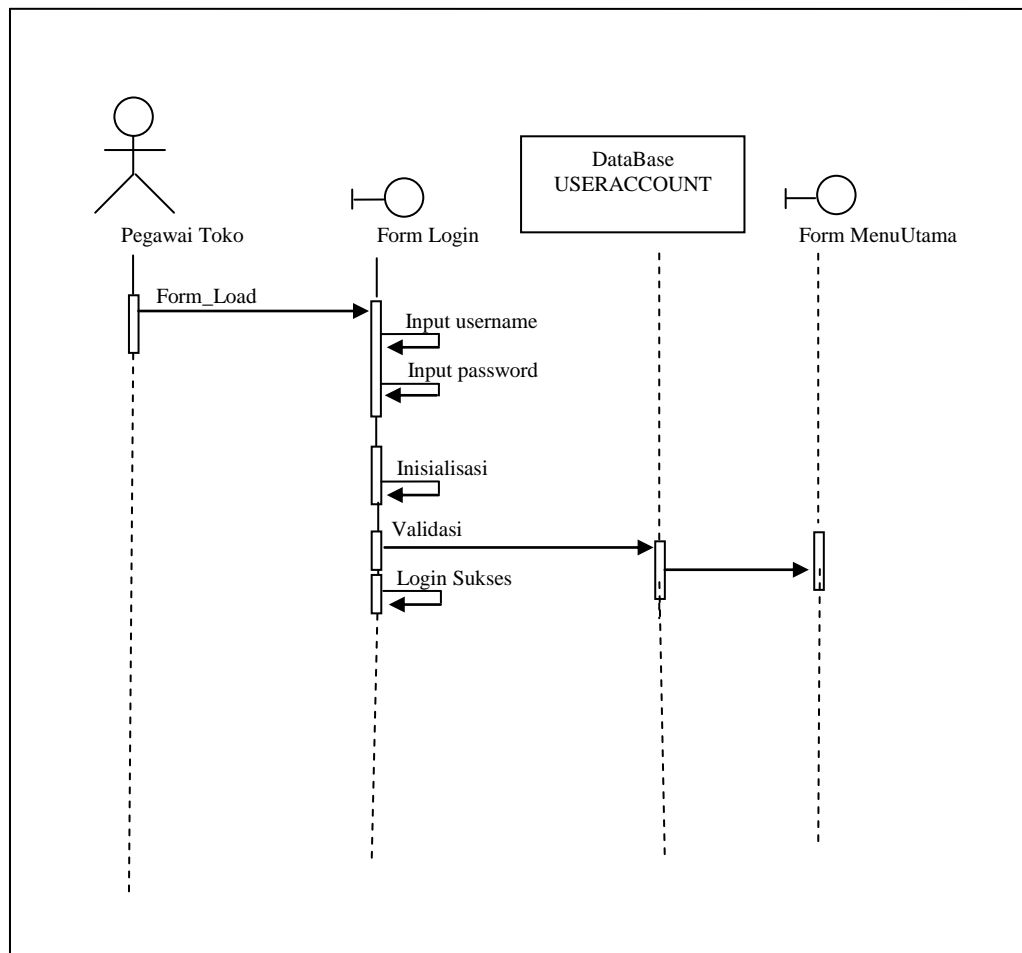 DataBase
USERACCOUNT
Pegawai Toko
Form Login
Form MenuUtama
Form_Load
Input username
Input password
Inisialisasi
Validasi
Login Sukses